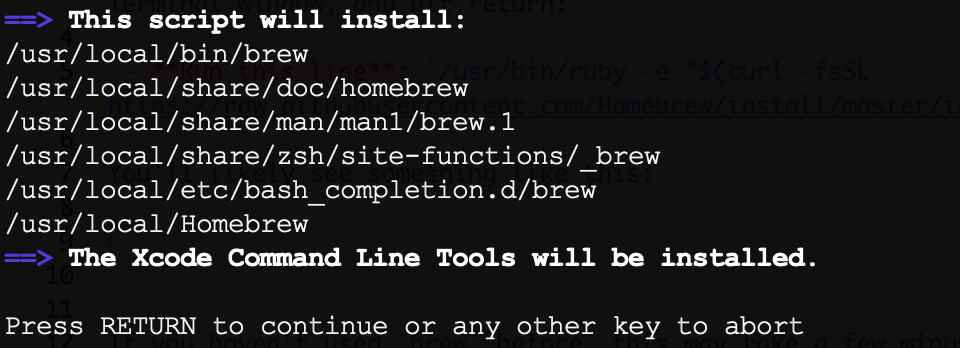 ==> This script will install:
/usr/local/bin/brew
/usr/local/share/doc/homebrew
/usr/local/share/man/man1/brew.1
/usr/local/share/zsh/site-functions/_brew
/usr/local/etc/bash_completion.d/brew
/usr/local/Homebrew
==> The Xcode Command Line Tools will be installed.
Press RETURN to continue or any other key to abort